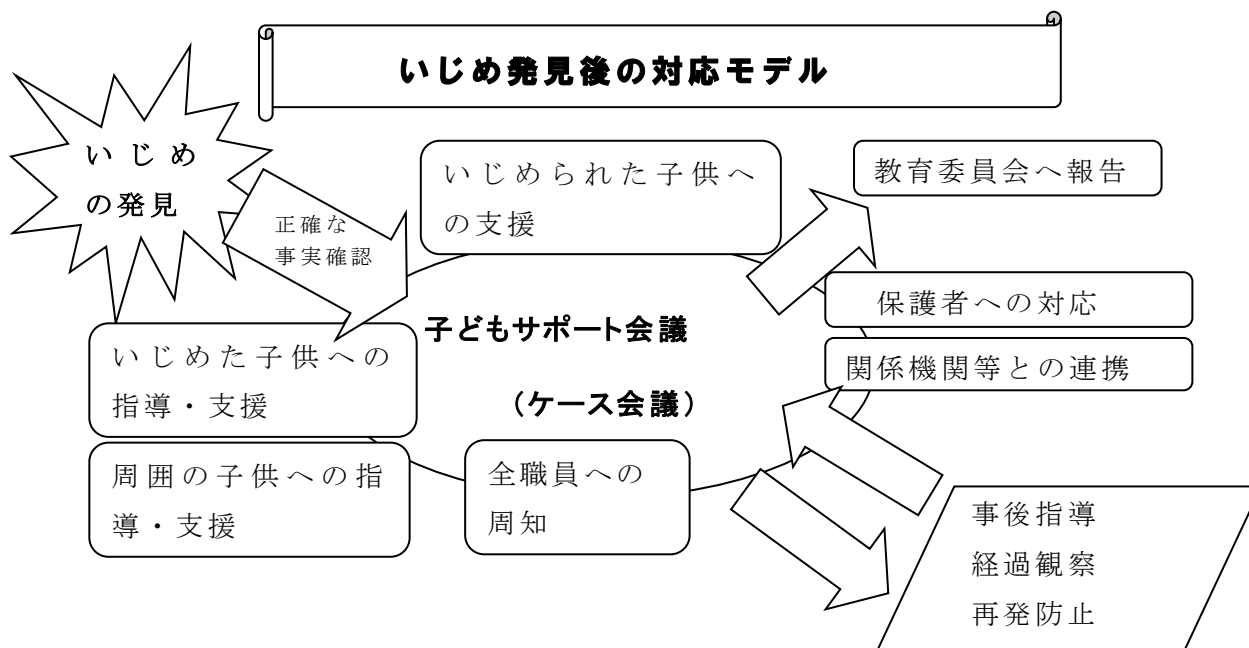 いじめ発見後の対応モデル
いじめ
の発見
正確な
事実確認
いじめられた子供へ
の支援
教育委員会へ報告
保護者への対応
関係機関等との連携
子どもサポート会議
（ケース会議）
いじめた子供への
指導・支援
周囲の子供への指
導・支援
全職員への
周知
事後指導
経過観察
再発防止